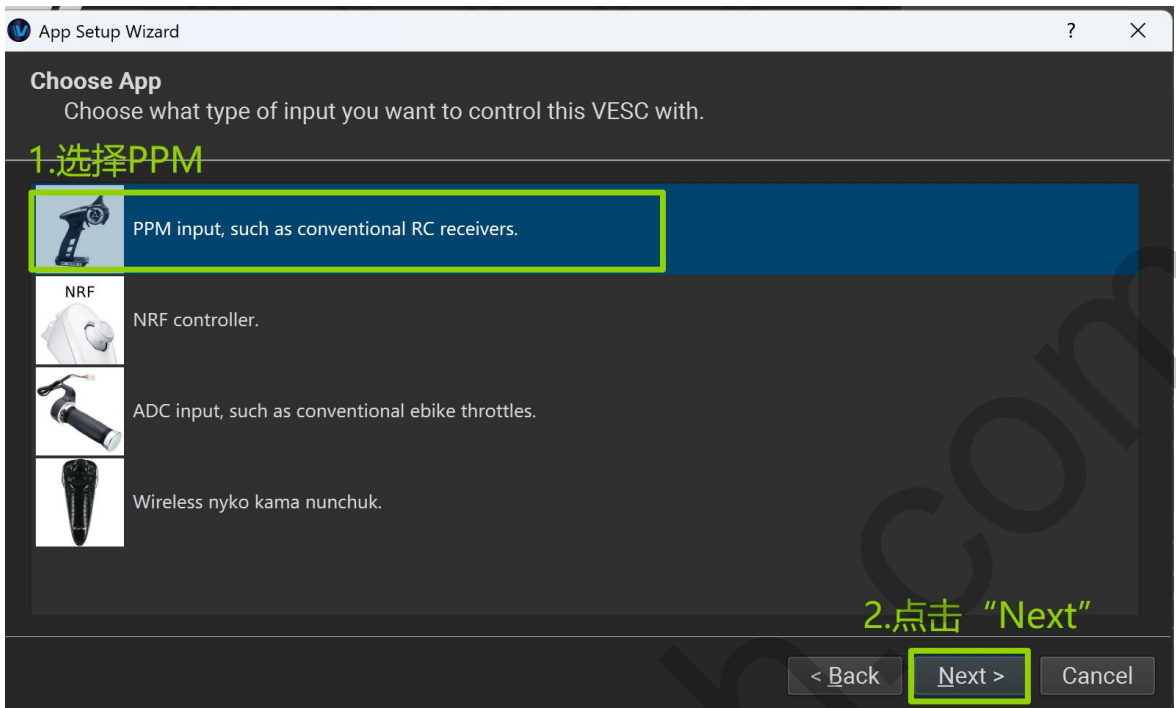 App Setup Wizard
?
Choose App
Choose what type of input you want to control this VESC with.
1.选择PPM
PPM input, such as conventional RC receivers.
NRF
NRF controller.
ADC input, such as conventional ebike throttles.
Wireless nyko kama nunchuk.
2.点击“Next”
< Back
Next >
Cancel
h.com